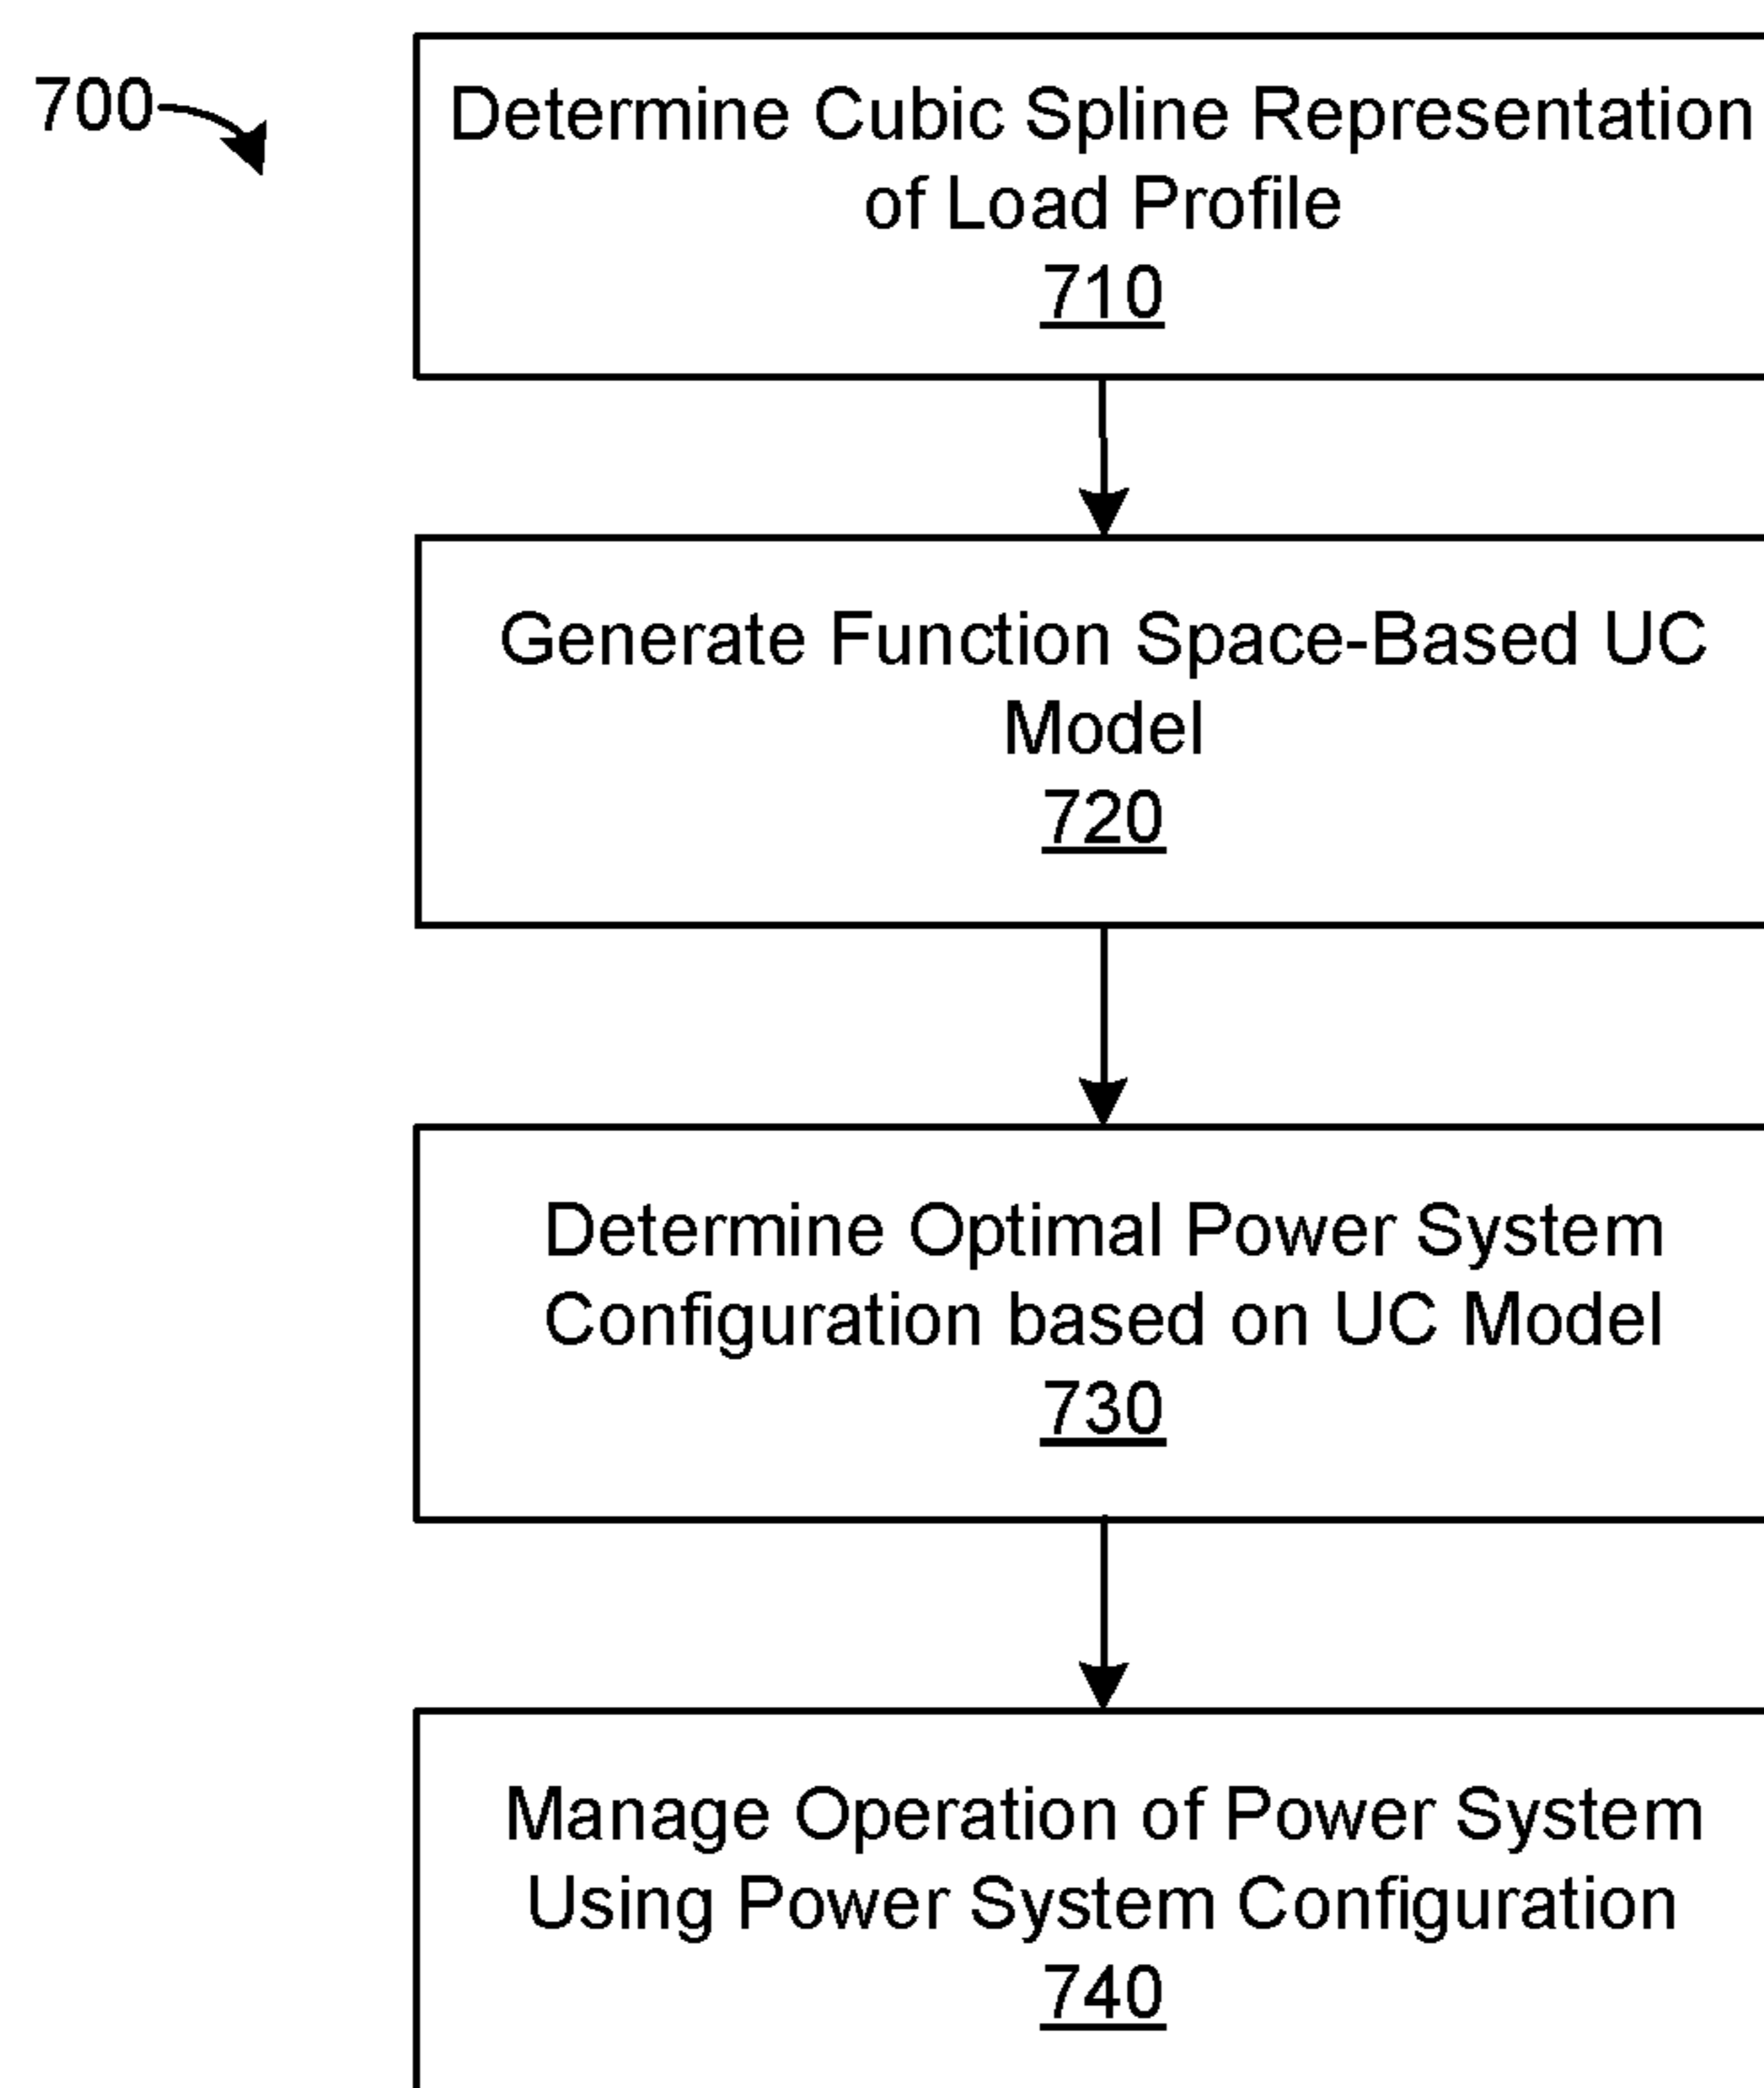 700
Determine Cubic Spline Representation
of Load Profile
710
Generate Function Space-Based UC
Model
720
Determine Optimal Power System
Configuration based on UC Model
730
Manage Operation of Power System
Using Power System Configuration
740